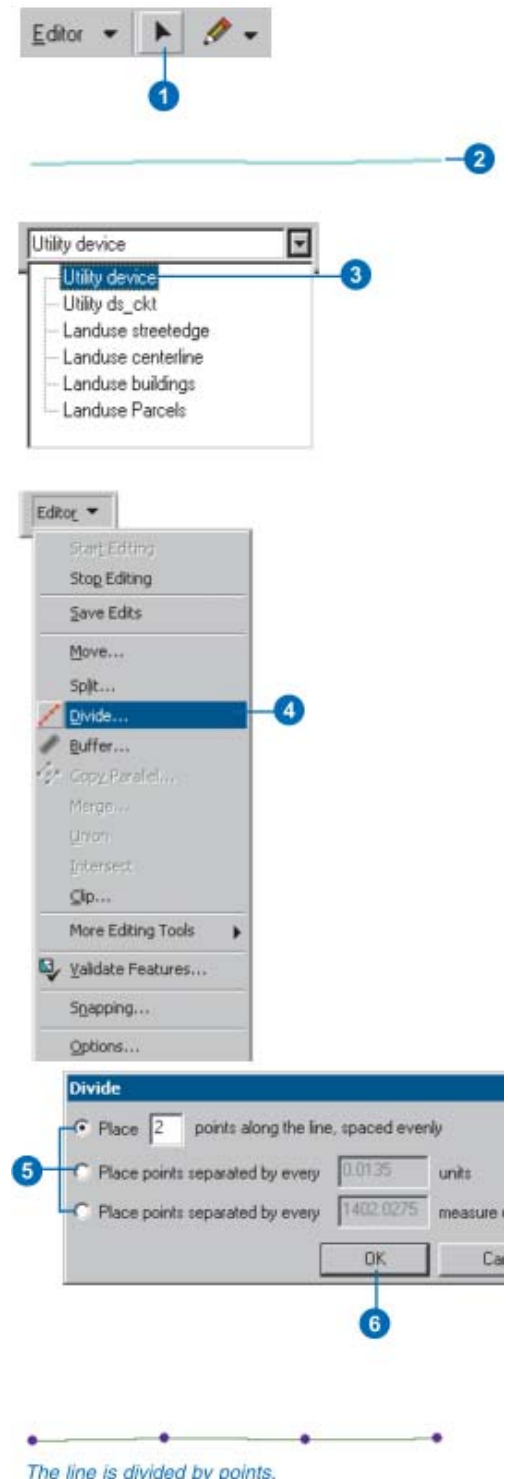 Editor
1
2
Utility device
Utility device
3
Utility ds_ckt
Landuse streetedge
Landuse centerline
Landuse buildings
Landuse Parcels
Editor
Start Editing
Stop Editing
Save Edits
Move...
Split...
Divide...
4
Buffer...
Copy Parallel...
Merge...
Union
Intersect
Clip...
More Editing Tools
Validate Features...
Snapping...
Options...
Divide
Place 2 points along the line, spaced evenly
5
Place points separated by every 0.0135 units
Place points separated by every 1402.0275 measure
OK
6
The line is divided by points.